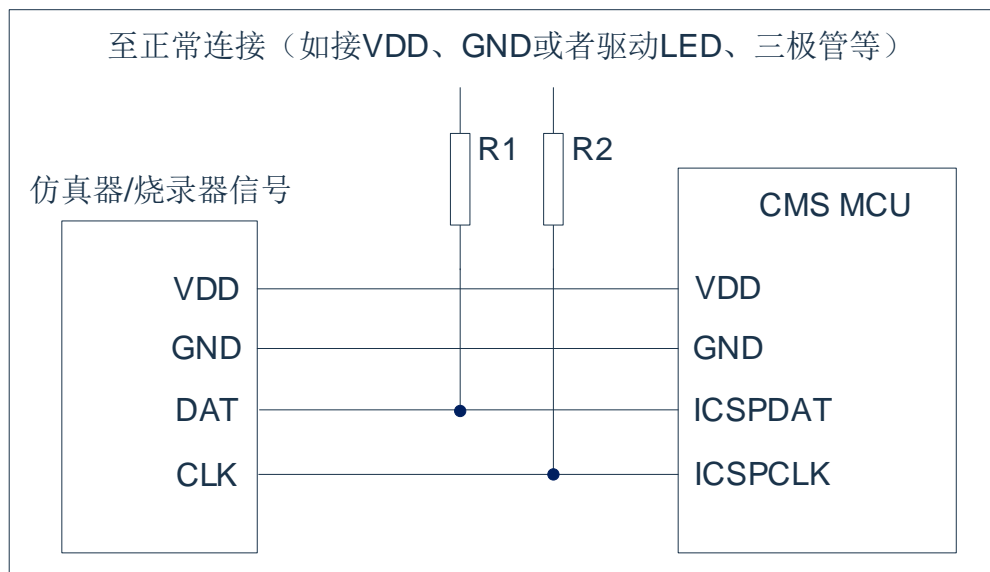 至正常连接（如接VDD、GND或者驱动LED、三极管等）
R1
R2
仿真器/烧录器信号
CMS MCU
VDD
VDD
GND
GND
DAT
ICSPDAT
CLK
ICSPCLK